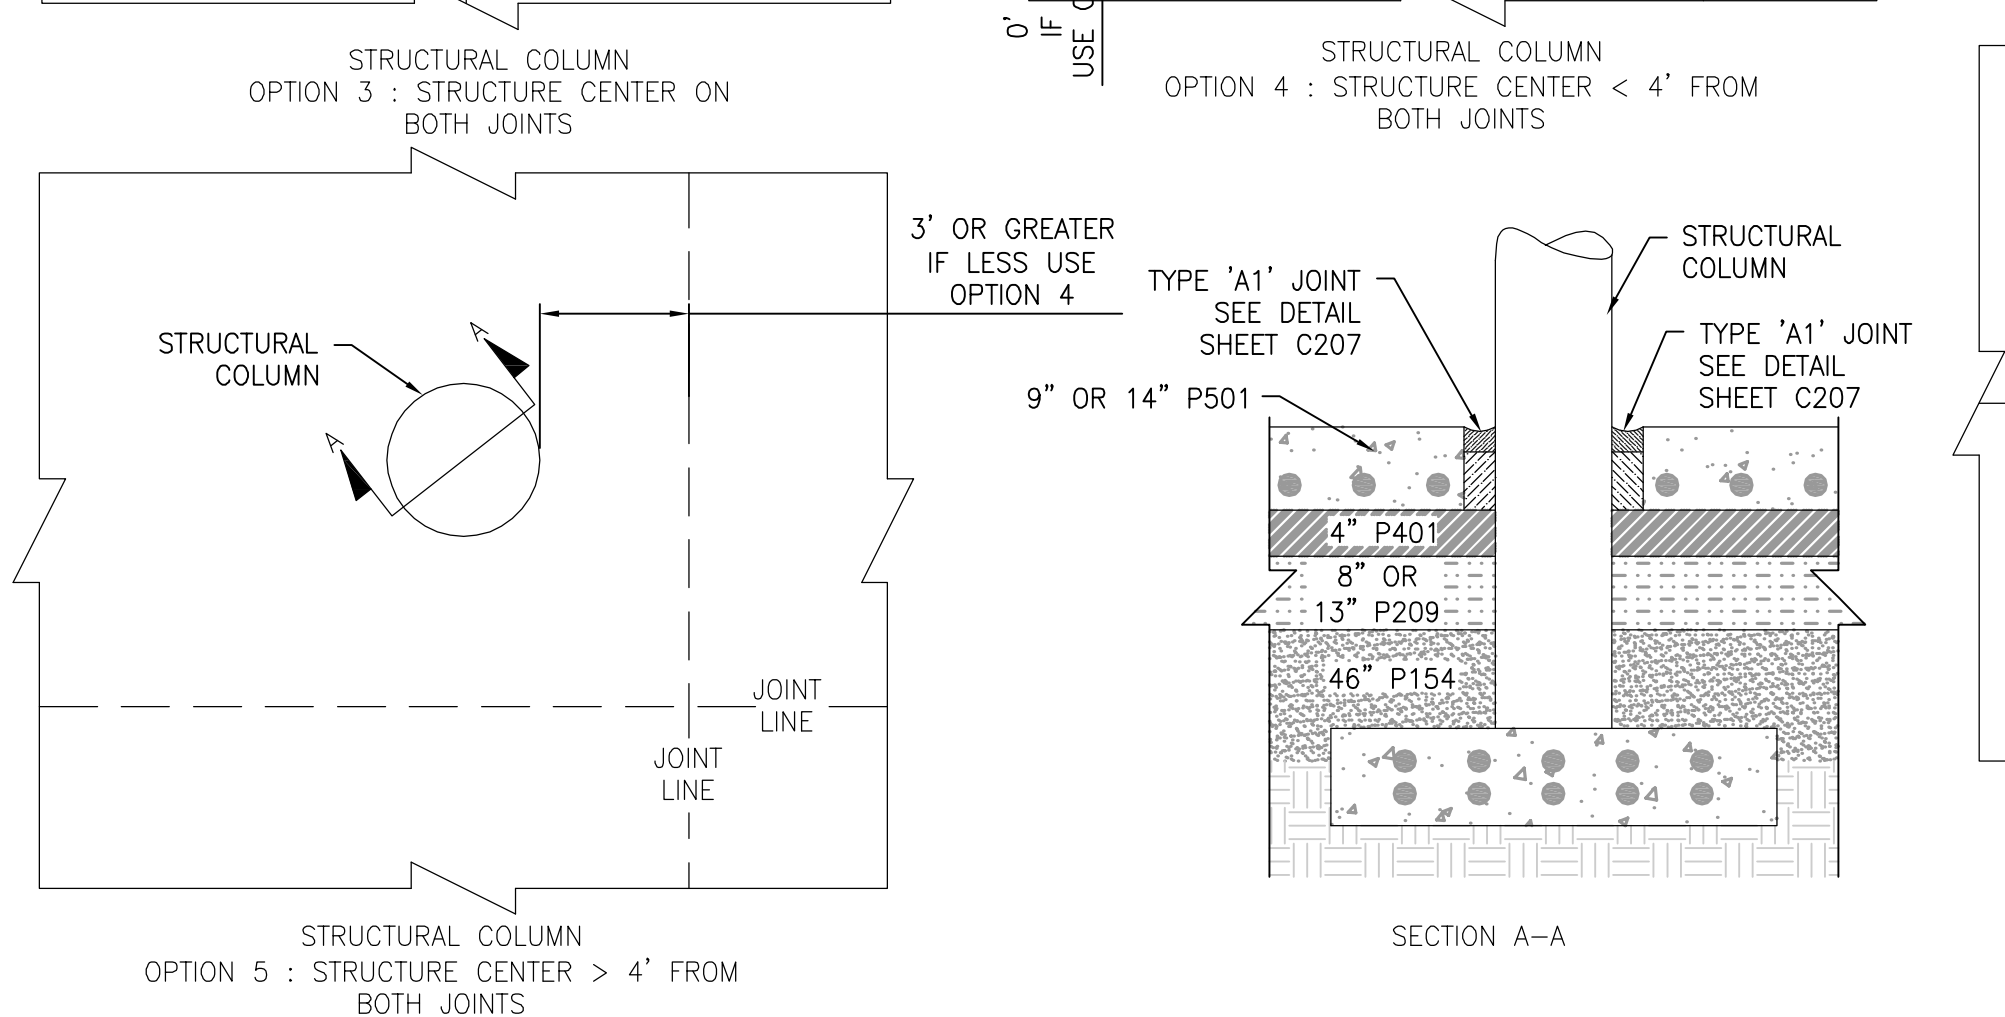 STRUCTURAL COLUMN
OPTION 3 : STRUCTURE CENTER ON
BOTH JOINTS
0'
IF
USE
STRUCTURAL COLUMN
OPTION 4 : STRUCTURE CENTER < 4' FROM
BOTH JOINTS
STRUCTURAL
COLUMN
A
A
3' OR GREATER
IF LESS USE
OPTION 4
JOINT
LINE
JOINT
LINE
STRUCTURAL COLUMN
OPTION 5 : STRUCTURE CENTER > 4' FROM
BOTH JOINTS
TYPE 'A1' JOINT
SEE DETAIL
SHEET C207
9" OR 14" P501
STRUCTURAL
COLUMN
TYPE 'A1' JOINT
SEE DETAIL
SHEET C207
4" P401
8" OR
13" P209
46" P154
SECTION A-A